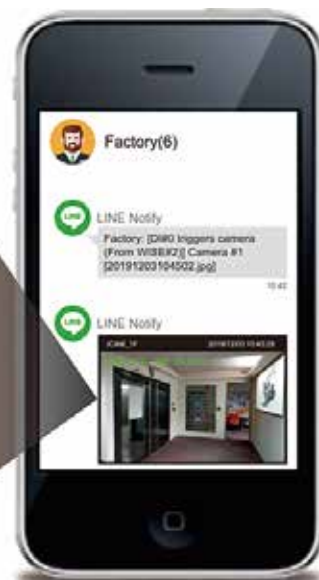 Factory(6)
LINE
LINE Notify
Factory: [DI#0 triggers camera
(From WISE#2)] Camera #1
[20191203104502.jpg]
10:42
LINE
LINE Notify